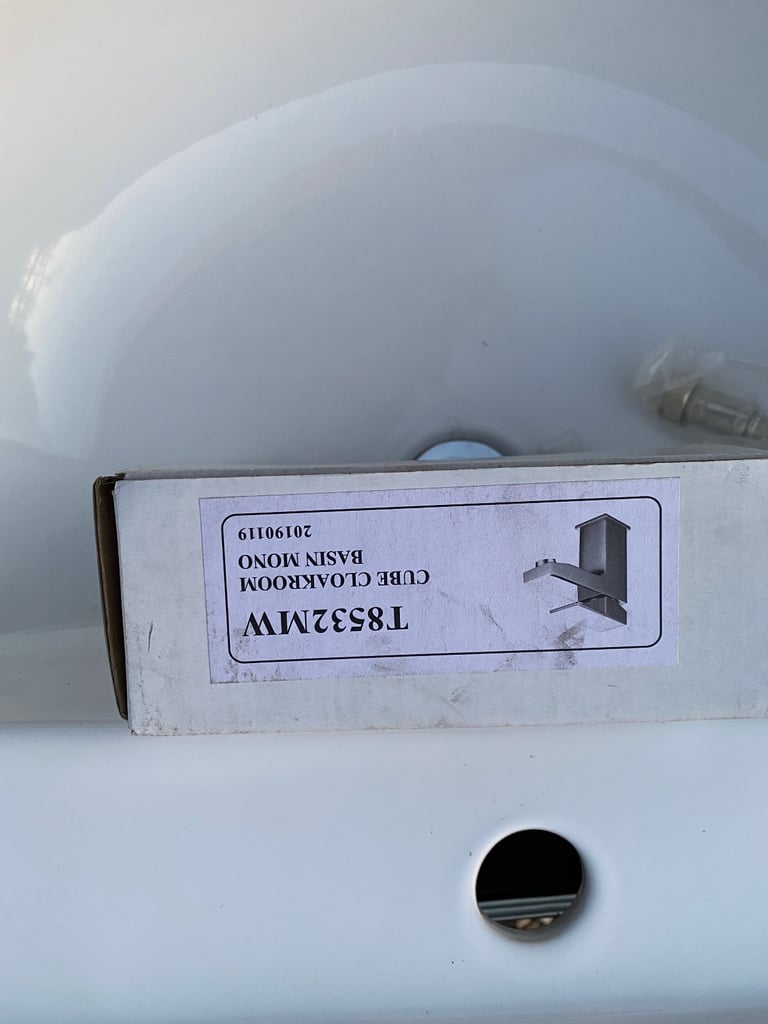 T8532MW
CUBE CLOAKROOM
BASIN MONO
20190119